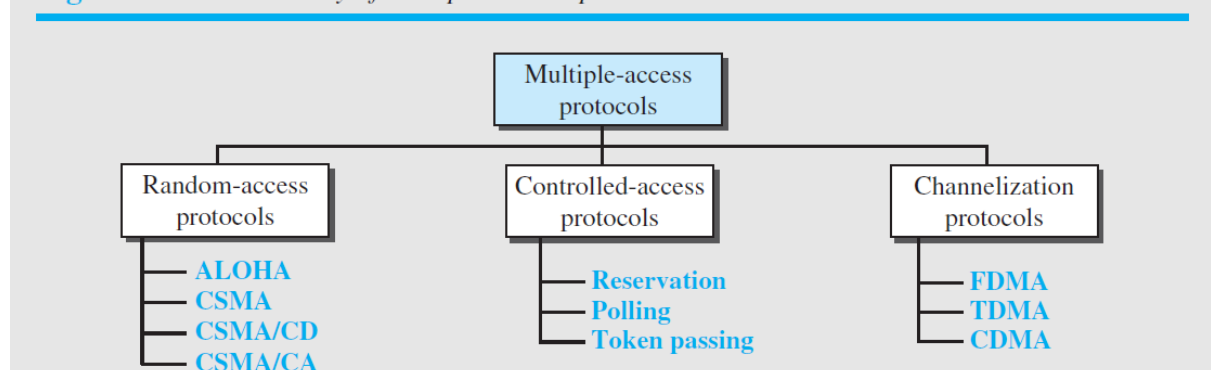 Multiple-access
protocols
Random-access
protocols
Controlled-access
protocols
Channelization
protocols
ALOHA
CSMA
CSMA/CD
CSMA/CA
Reservation
Polling
Token passing
FDMA
TDMA
CDMA